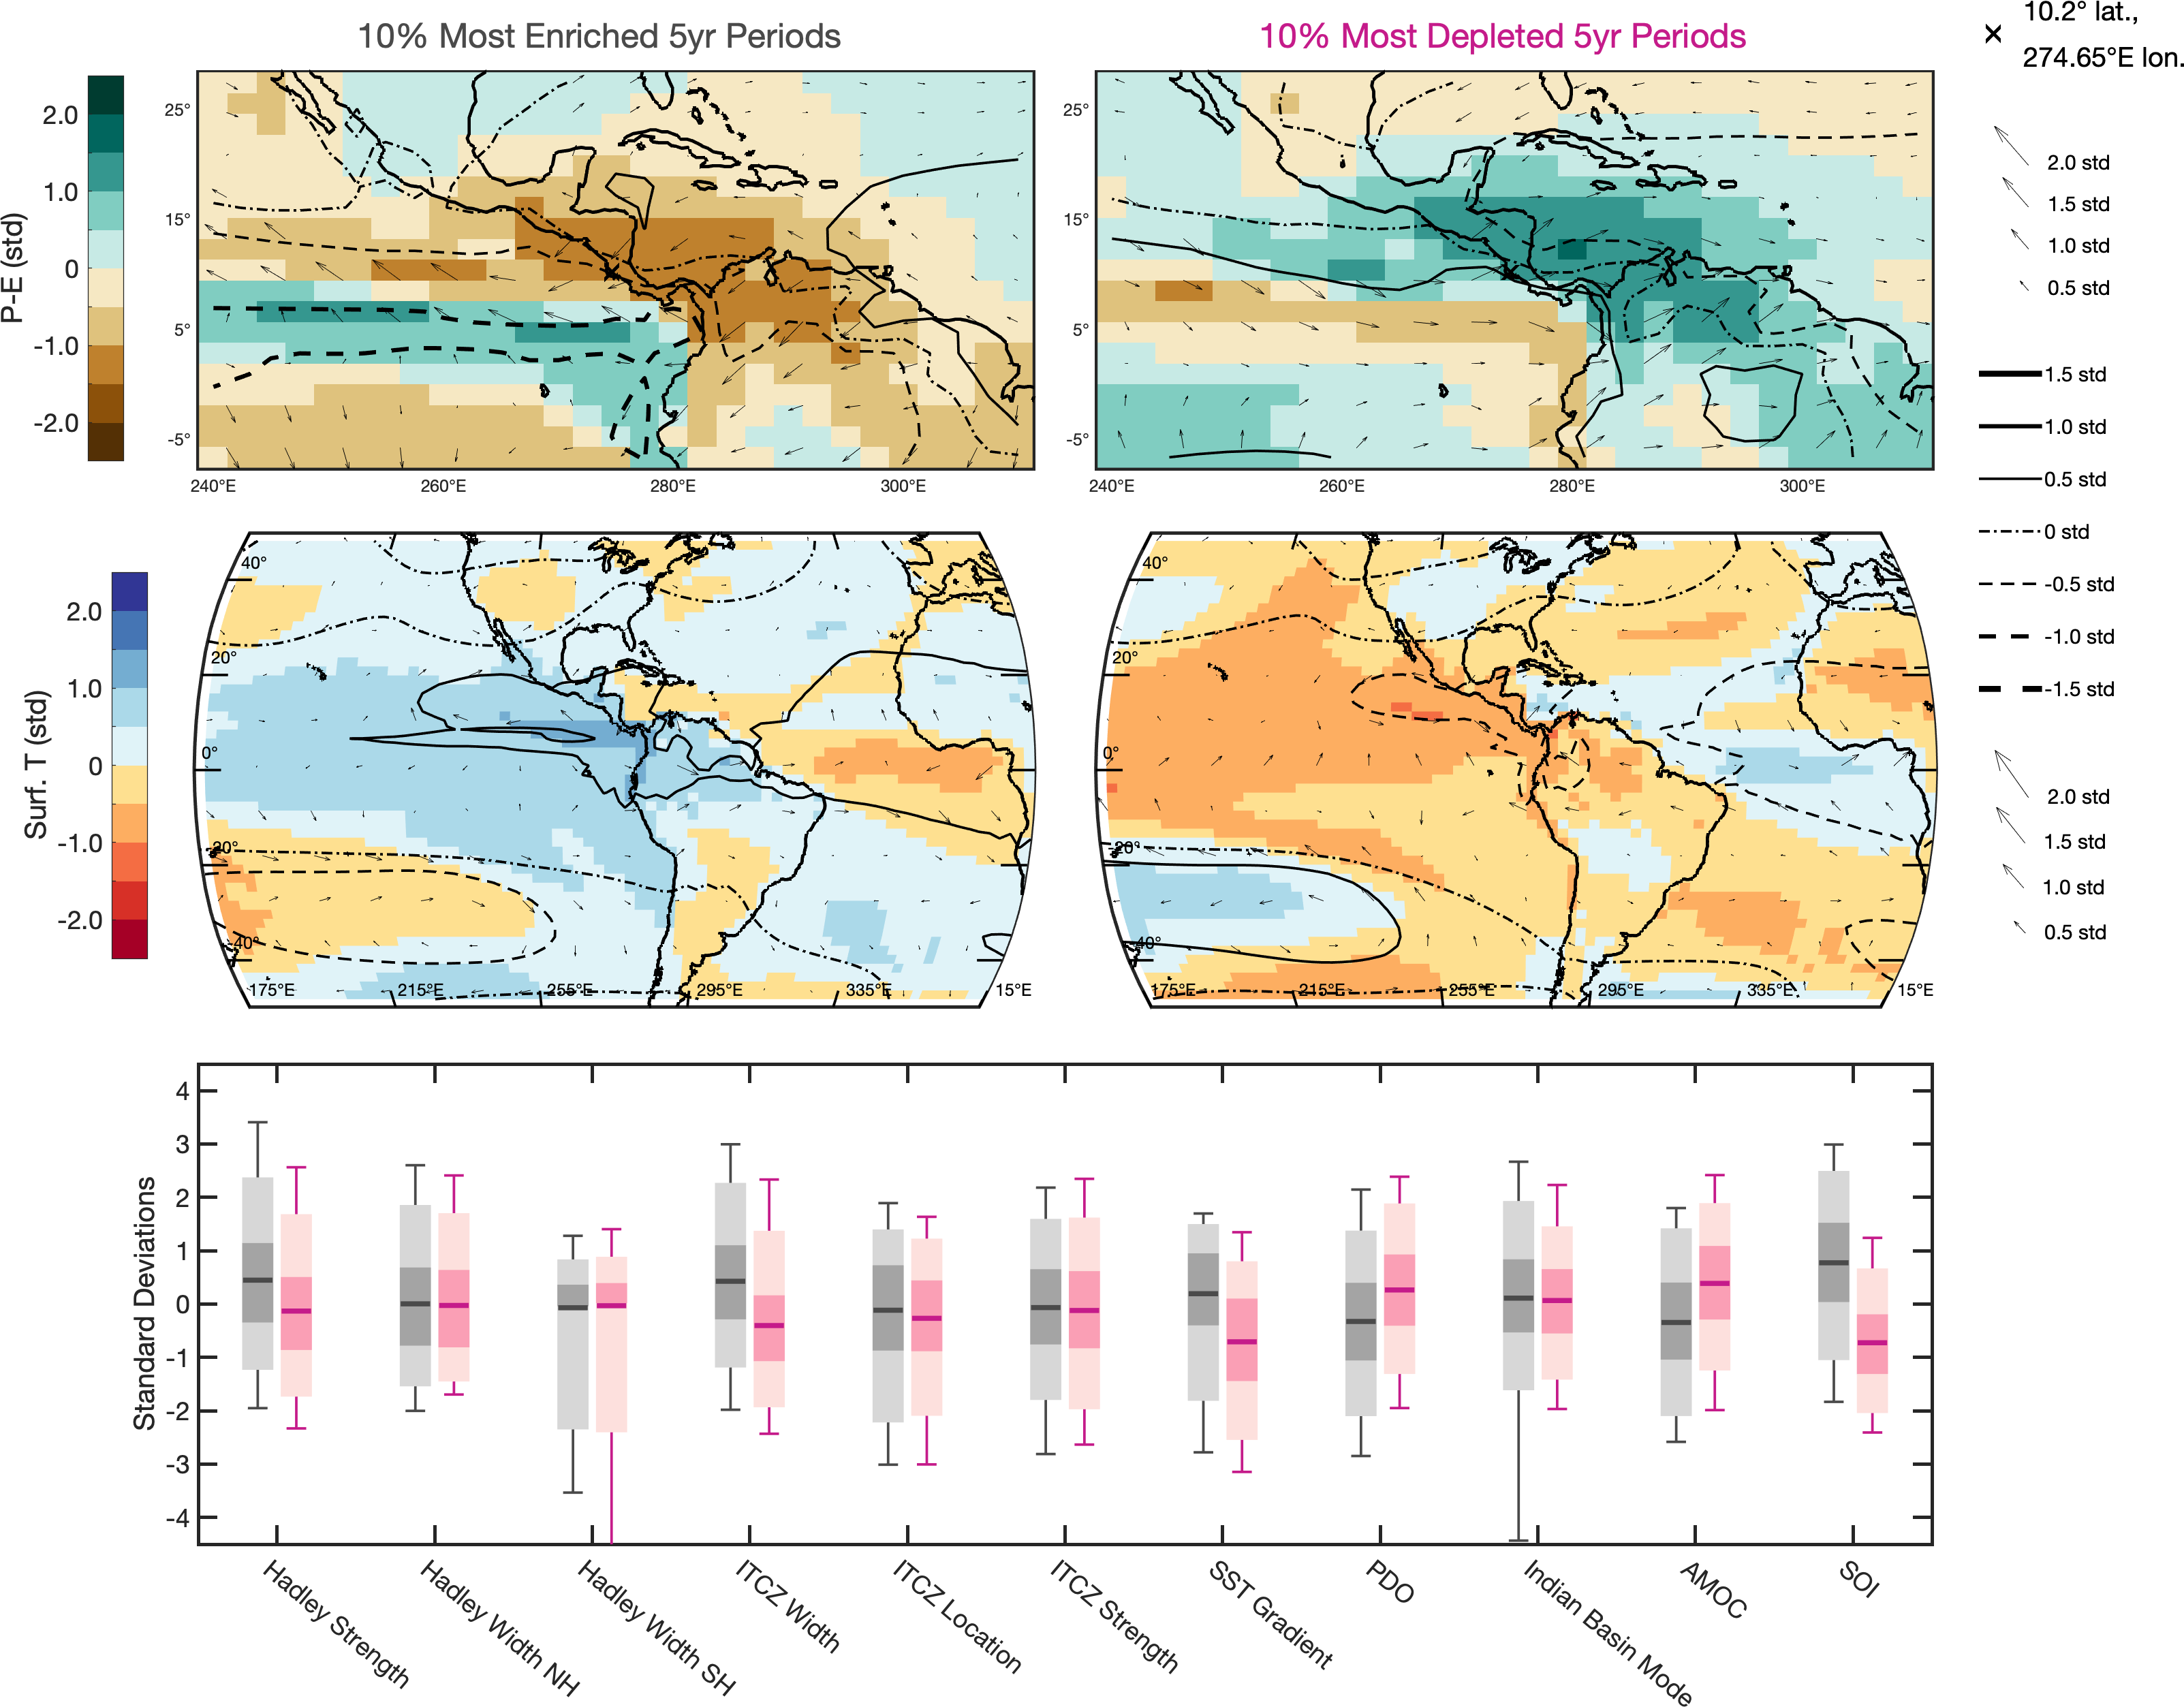 10% Most Enriched 5yr Periods
10% Most Depleted 5yr Periods
10.2° lat.,
274.65°E lon.
P-E (std)
2.0
1.0
0
-1.0
-2.0
25°
15°
5°
-5°
240°E
260°E
280°E
300°E
25°
15°
5°
-5°
240°E
260°E
280°E
300°E
2.0 std
1.5 std
1.0 std
0.5 std
1.5 std
1.0 std
0.5 std
0 std
-0.5 std
-1.0 std
-1.5 std
Surf. T (std)
2.0
1.0
0
-1.0
-2.0
40°
20°
0°
-20°
-40°
175°E
215°E
255°E
295°E
335°E
15°E
40°
20°
0°
-20°
-40°
175°E
215°E
255°E
295°E
335°E
15°E
2.0 std
1.5 std
1.0 std
0.5 std
Standard Deviations
4
3
2
1
0
-1
-2
-3
-4
Hadley Strength
Hadley Width NH
Hadley Width SH
ITCZ Width
ITCZ Location
ITCZ Strength
SST Gradient
PDO
Indian Basin Mode
AMOC
SOI